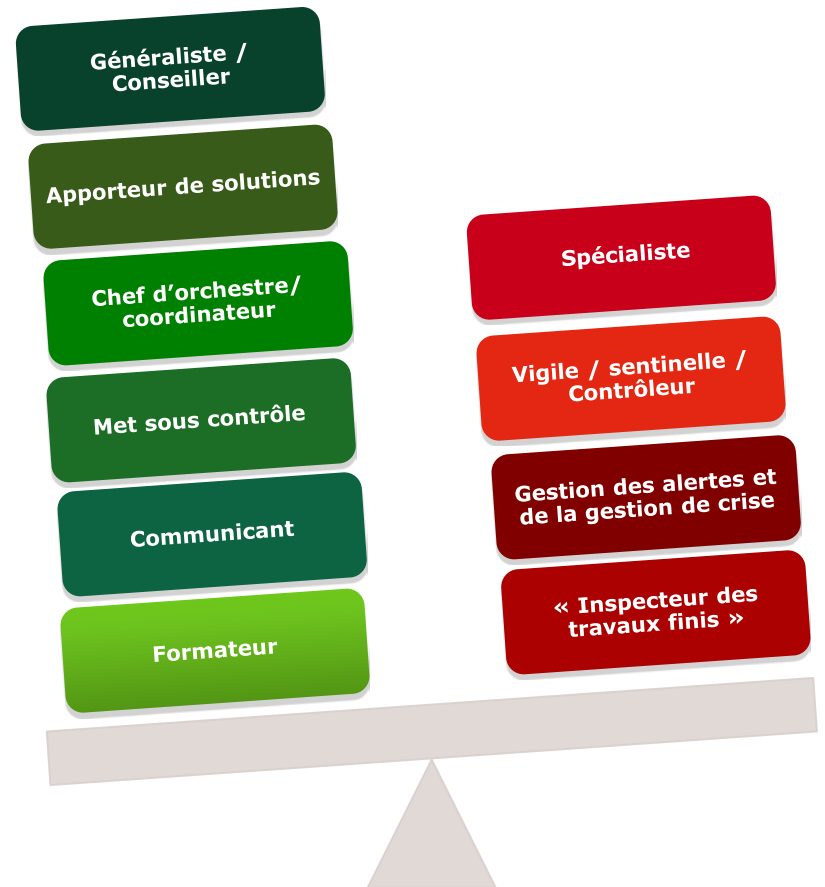 Généraliste /
Conseiller
Apporteur de solutions
Chef d’orchestre/
coordinateur
Met sous contrôle
Communicant
Formateur
Spécialiste
Vigile / sentinelle /
Contrôleur
Gestion des alertes et
de la gestion de crise
« Inspecteur des
travaux finis »